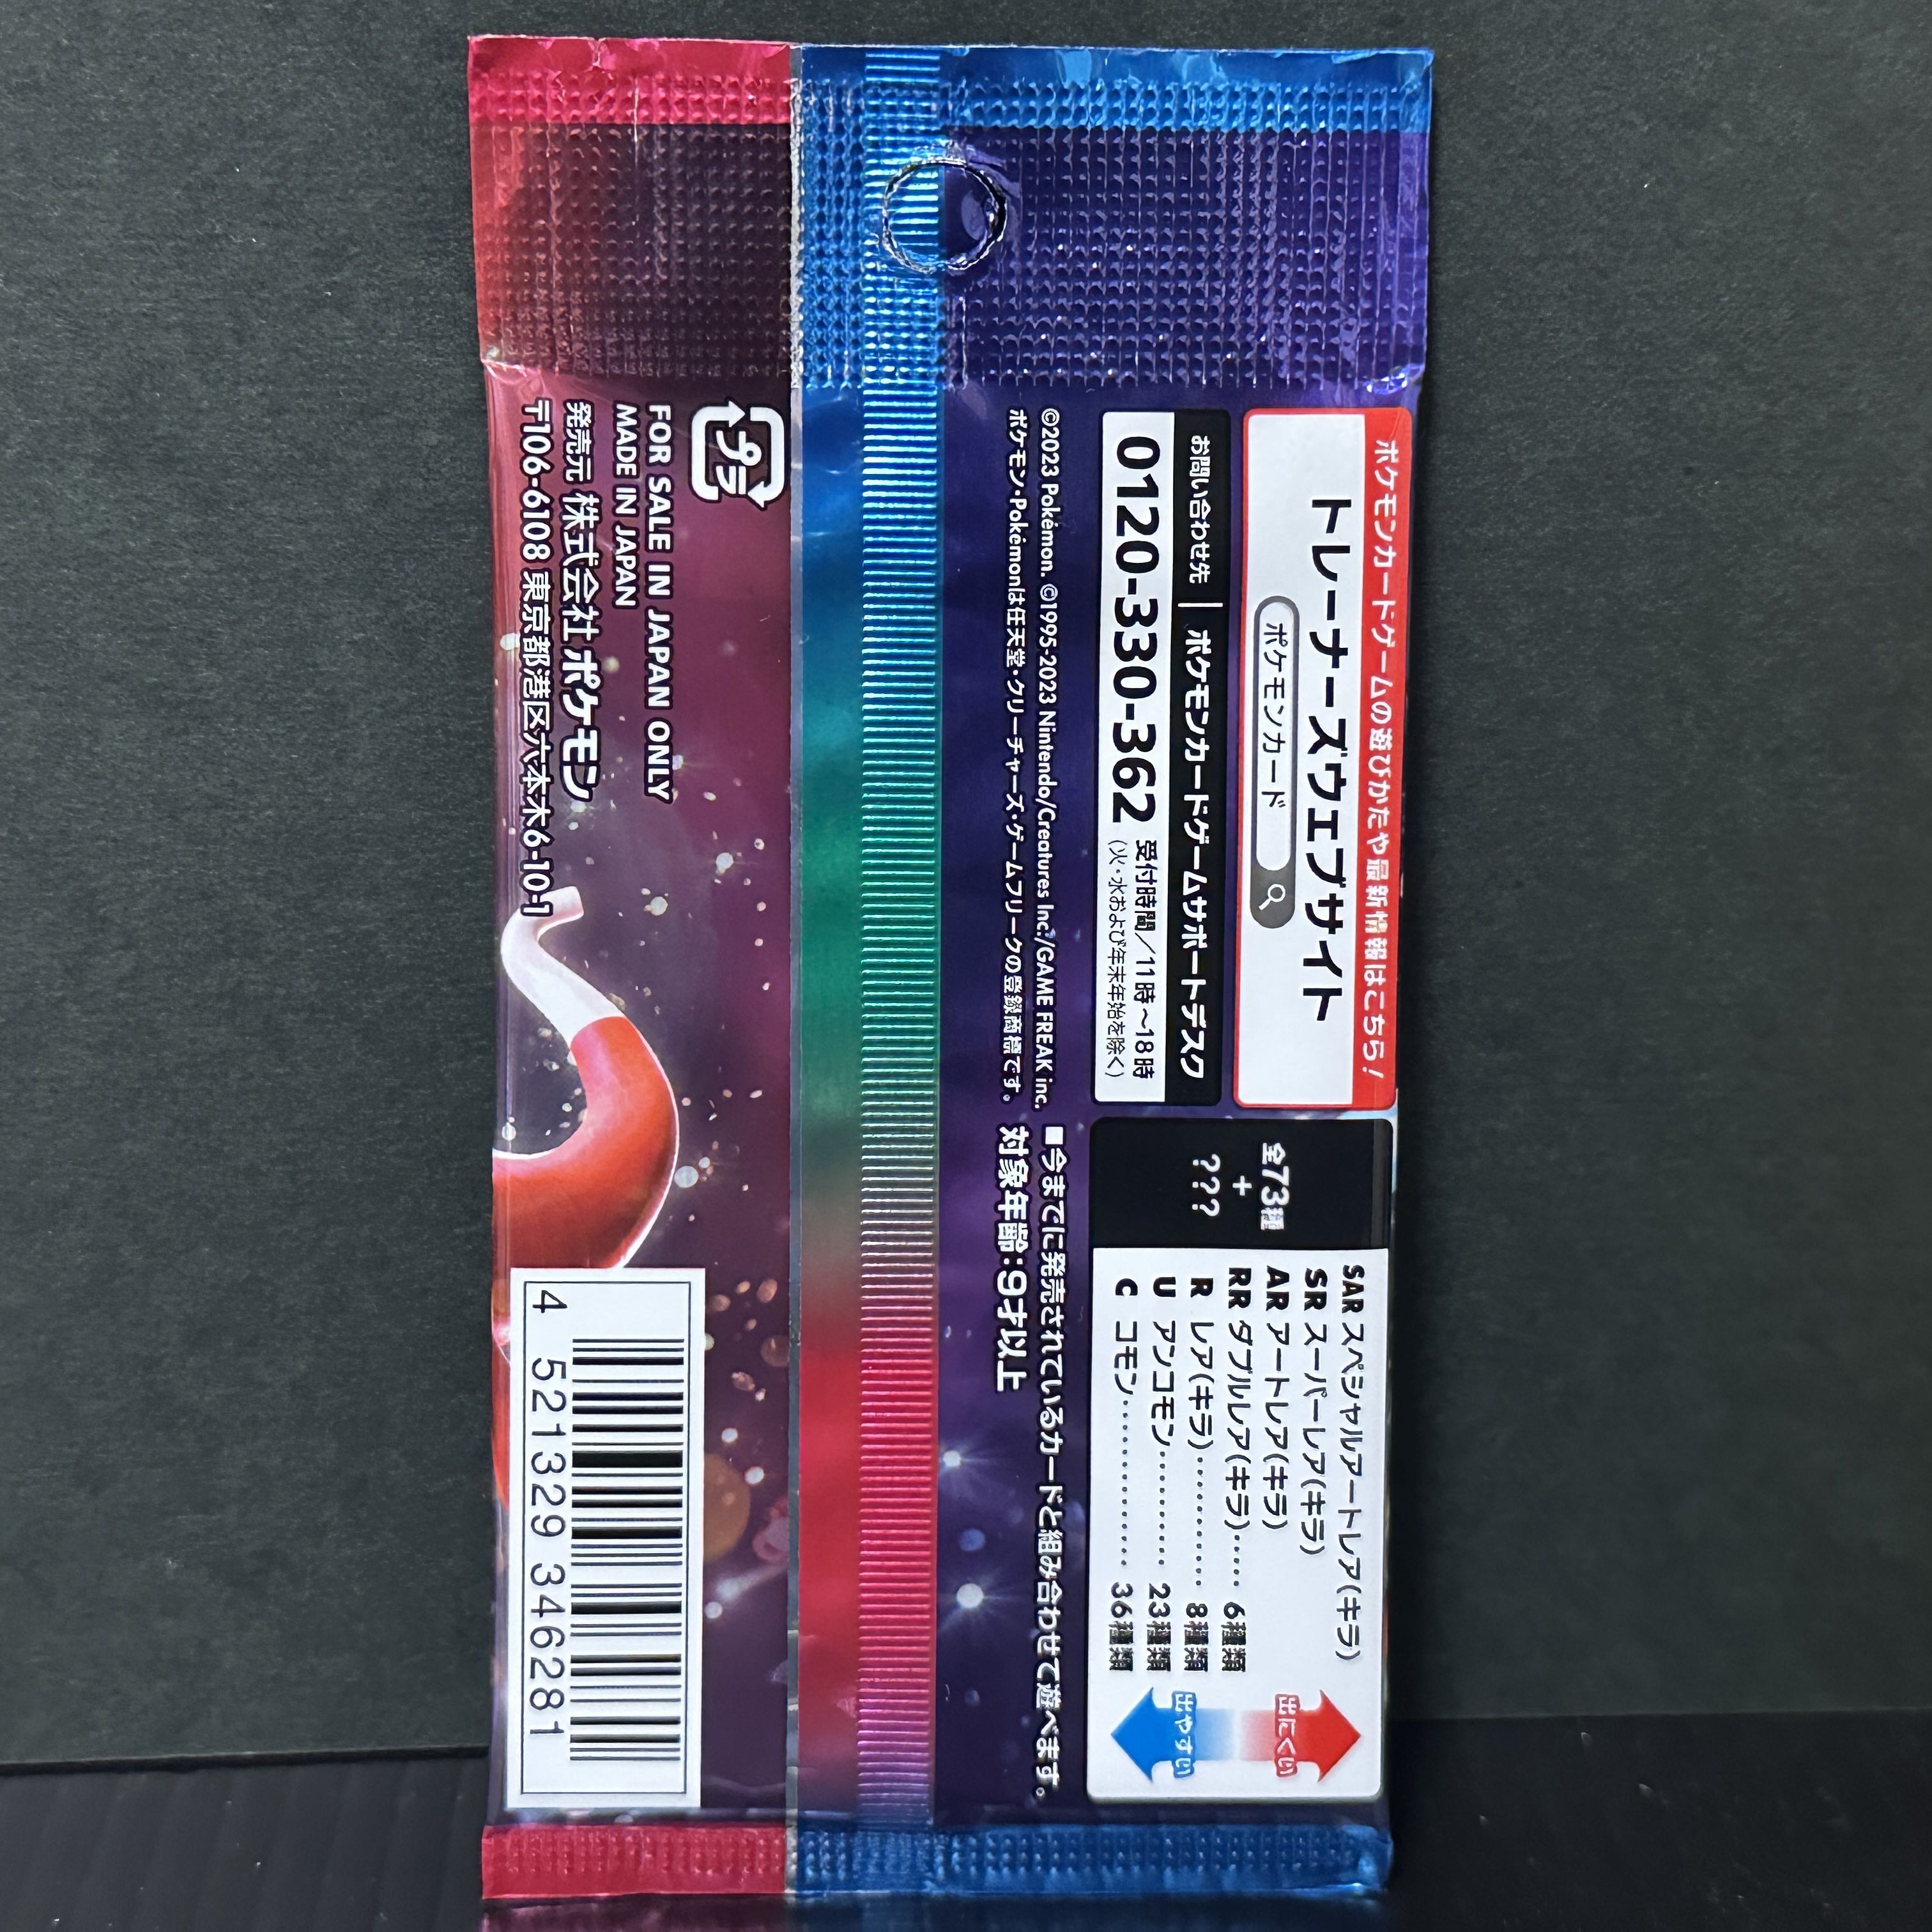 ポケモンカードゲームの遊びかたや最新情報はこちら!
トレーナーズウェブサイト
ポケモンカード
お問い合わせ先 | ポケモンカードゲームサポートデスク
0120-330-362 受付時間/11時~18時
(火・水および年末年始を除く)
©2023 Pokémon. ©1995-2023 Nintendo/Creatures Inc./GAME FREAK inc.
ポケモン・Pokémonは任天堂・クリーチャーズ・ゲームフリークの登録商標です。
全73種
+
???
SAR スペシャルアートレア(キラ)
SR スーパーレア(キラ)
AR アートレア(キラ)
RR ダブルレア(キラ)····· 6種類
R レア(キラ)·········· 8種類
U アンコモン·········· 23種類
C コモン·············· 36種類
出にくい
出やすい
■今までに発売されているカードと組み合わせて遊べます。
対象年齢:9才以上
プラ
FOR SALE IN JAPAN ONLY
MADE IN JAPAN
発売元 株式会社 ポケモン
〒106-6108 東京都港区六本木6-10-1
4 521329 346281